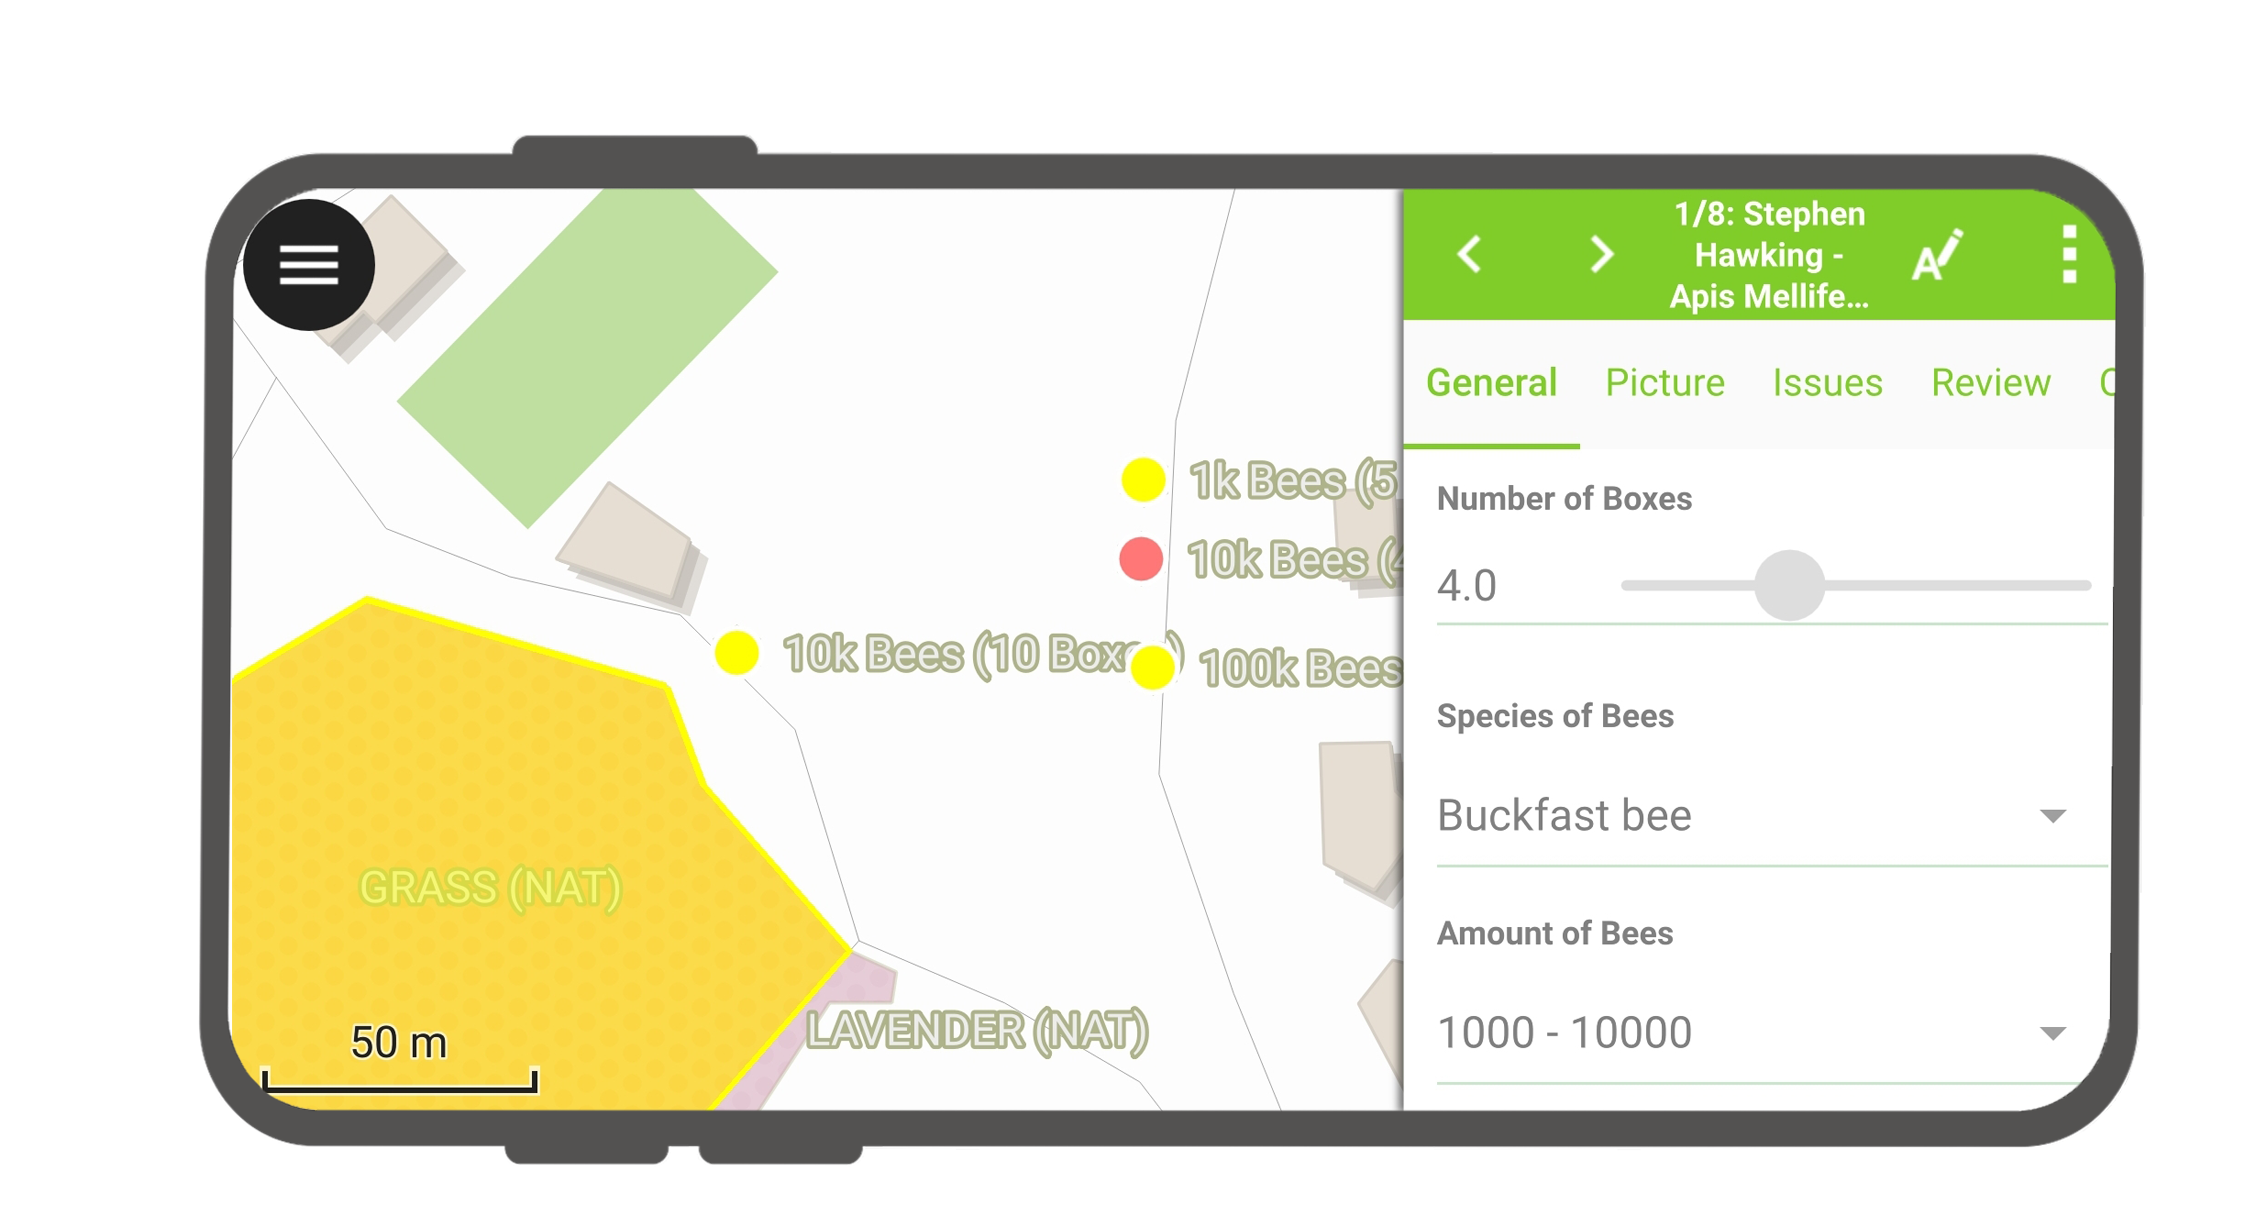 1/8: Stephen
Hawking -
Apis Mellife...
General Picture Issues Review
Number of Boxes
4.0
Species of Bees
Buckfast bee
Amount of Bees
1000 - 10000
1k Bees (5
10k Bees (4
10k Bees (10 Boxes)
100k Bees
GRASS (NAT)
LAVENDER (NAT)
50 m